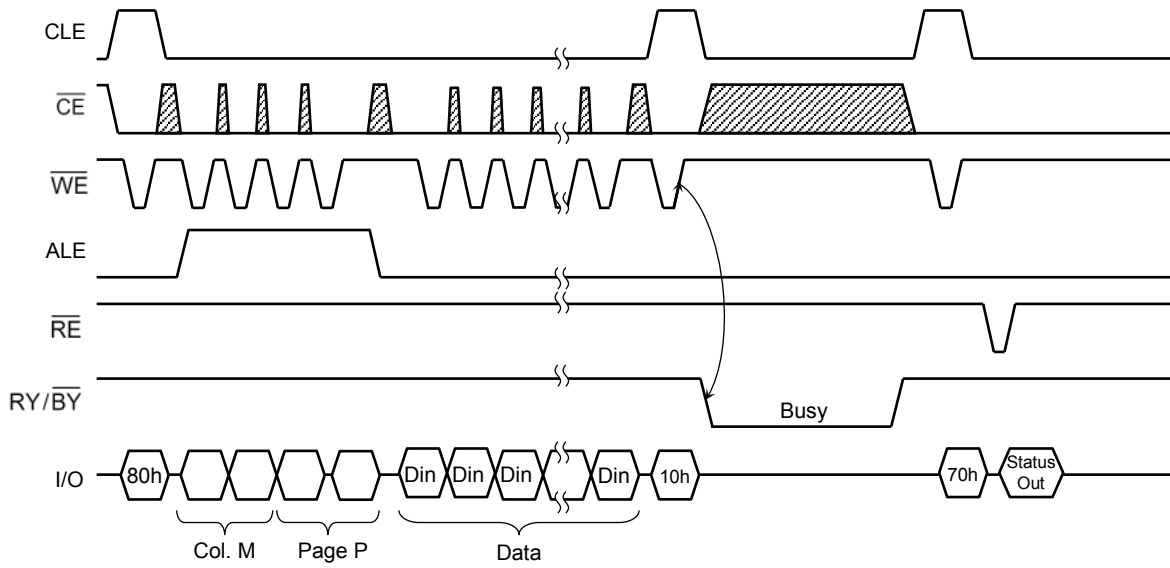 CLE
CE
WE
ALE
RE
RY/BY
Busy
I/O
80h
Din
Din
Din
Din
10h
70h
Status
Out
Col. M
Page P
Data